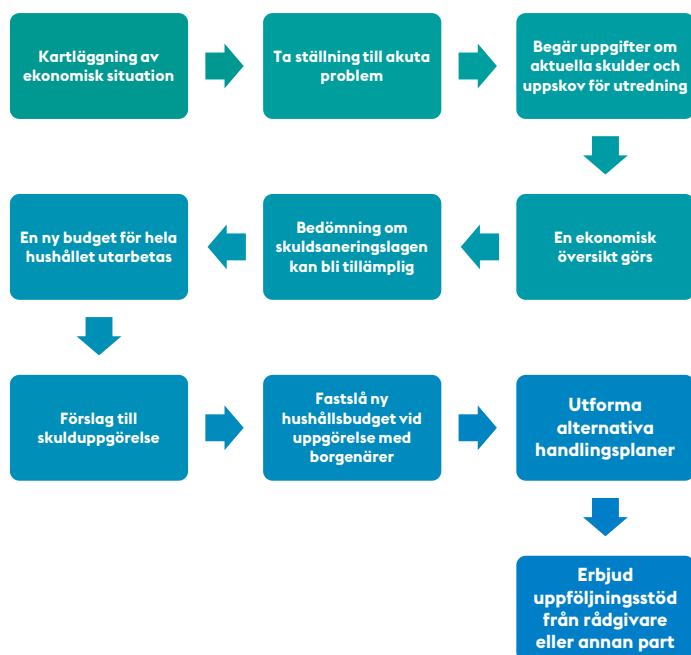 Kartläggning av
ekonomisk situation
Ta ställning till akuta
problem
Begär uppgifter om
aktuella skulder och
uppskov för utredning
En ekonomisk
översikt görs
Bedömning om
skuldsaneringslagen
kan bli tillämplig
En ny budget för hela
hushållet utarbetas
Förslag till
skulduppgörelse
Fastslå ny
hushållsbudget vid
uppgörelse med
borgenärer
Utforma
alternativa
handlingsplaner
Erbjud
uppföljningsstöd
från rådgivare
eller annan part